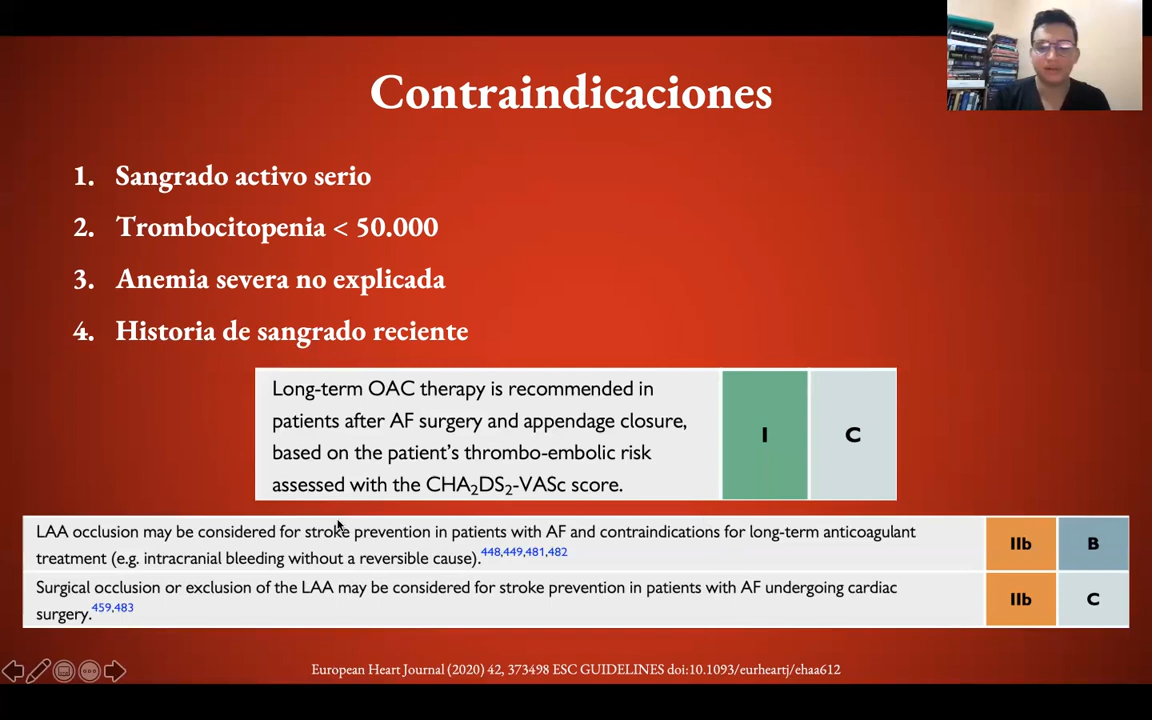 Contraindicaciones
1. Sangrado activo serio
2. Trombocitopenia < 50.000
3. Anemia severa no explicada
4. Historia de sangrado reciente
Long-term OAC therapy is recommended in
patients after AF surgery and appendage closure,
based on the patient's thrombo-embolic risk
assessed with the CHA₂DS₂-VASc score.
I
C
LAA occlusion may be considered for stroke prevention in patients with AF and contraindications for long-term anticoagulant
treatment (e.g. intracranial bleeding without a reversible cause).448,449,481,482
IIb
B
Surgical occlusion or exclusion of the LAA may be considered for stroke prevention in patients with AF undergoing cardiac
surgery.459,483
IIb
C
European Heart Journal (2020) 42, 373498 ESC GUIDELINES doi:10.1093/eurheartj/ehaa612